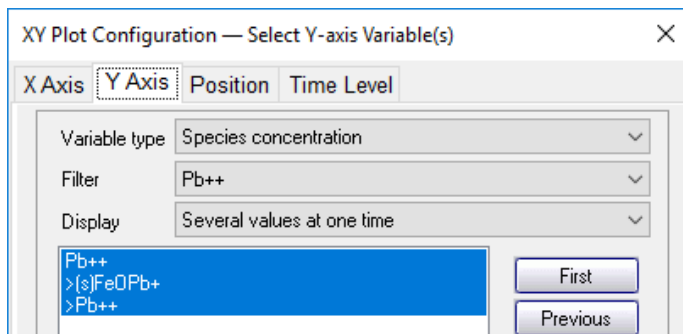 XY Plot Configuration — Select Y-axis Variable(s)
X Axis Y Axis Position Time Level
Variable type Species concentration
Filter Pb++
Display Several values at one time
Pb++
>(s)FeOPb+
>Pb++
First
Previous